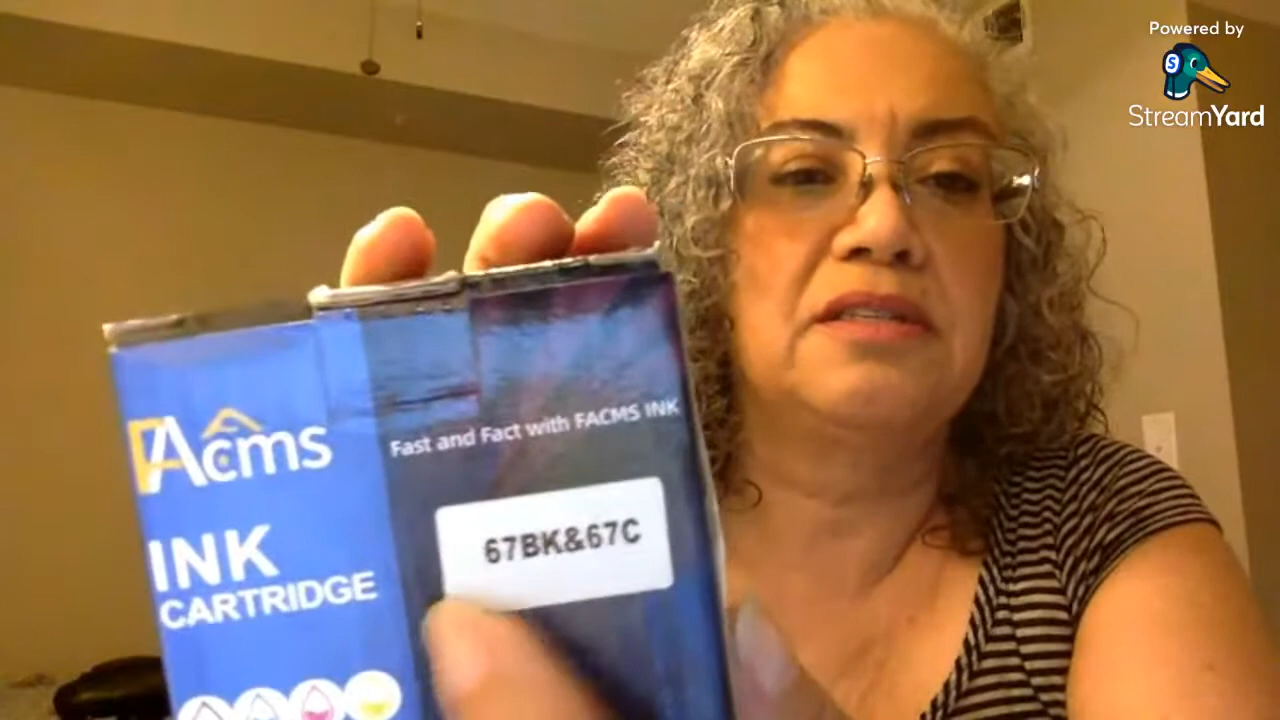 Powered by
StreamYard
FAcms
Fast and Fact with FACMS INK
67BK&67C
INK
CARTRIDGE